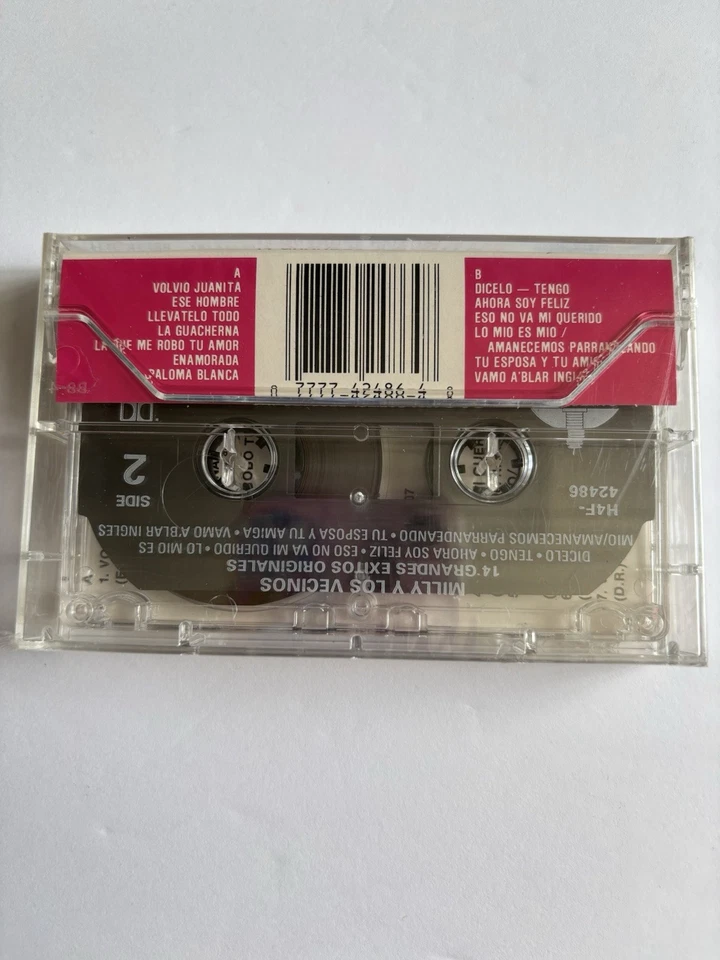 A
VOLVIO JUANITA
ESE HOMBRE
LLEVATELO TODO
LA GUACHERNA
LA QUE ME ROBO TU AMOR
ENAMORADA
PALOMA BLANCA
0 7777-42486-4 8
B
DICELO — TENGO
AHORA SOY FELIZ
ESO NO VA MI QUERIDO
LO MIO ES MIO /
AMANECEMOS PARRANDEANDO
TU ESPOSA Y TU AMIGA
VAMO A'BLAR INGLES
MILLY Y LOS VECINOS
14 GRANDES EXITOS ORIGINALES
DICELO • TENGO • AHORA SOY FELIZ • ESO NO VA MI QUERIDO • LO MIO ES
MIO/AMANECEMOS PARRANDEANDO • TU ESPOSA Y TU AMIGA • VAMO A'BLAR INGLES
H4F-
42486
SIDE
2
A.
1. VO
7.
(D.R.)